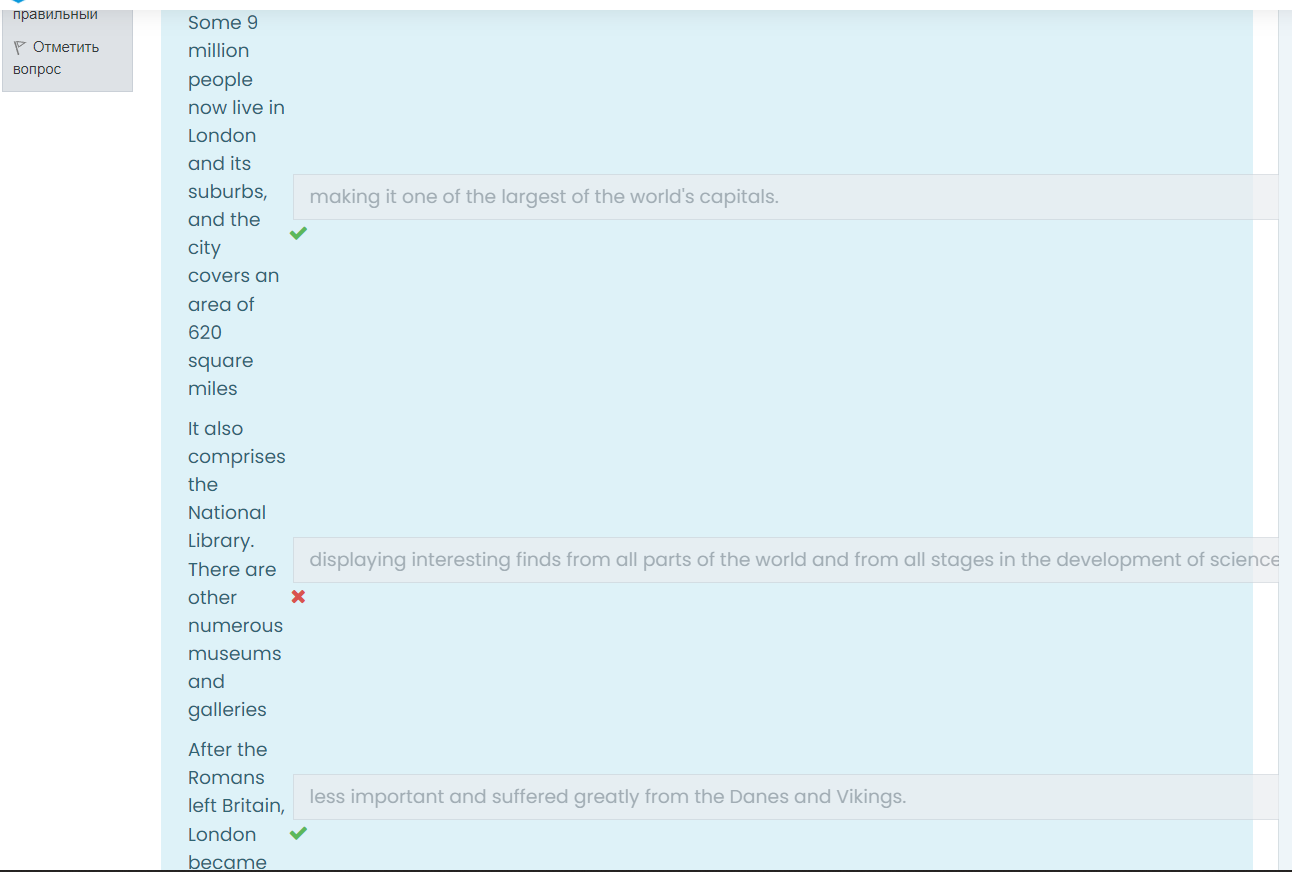 правильный
Отметить
вопрос
Some 9
million
people
now live in
London
and its
suburbs,
and the
city
covers an
area of
620
square
miles
making it one of the largest of the world's capitals.
It also
comprises
the
National
Library.
There are
other
numerous
museums
and
galleries
displaying interesting finds from all parts of the world and from all stages in the development of science
After the
Romans
left Britain,
London
became
less important and suffered greatly from the Danes and Vikings.